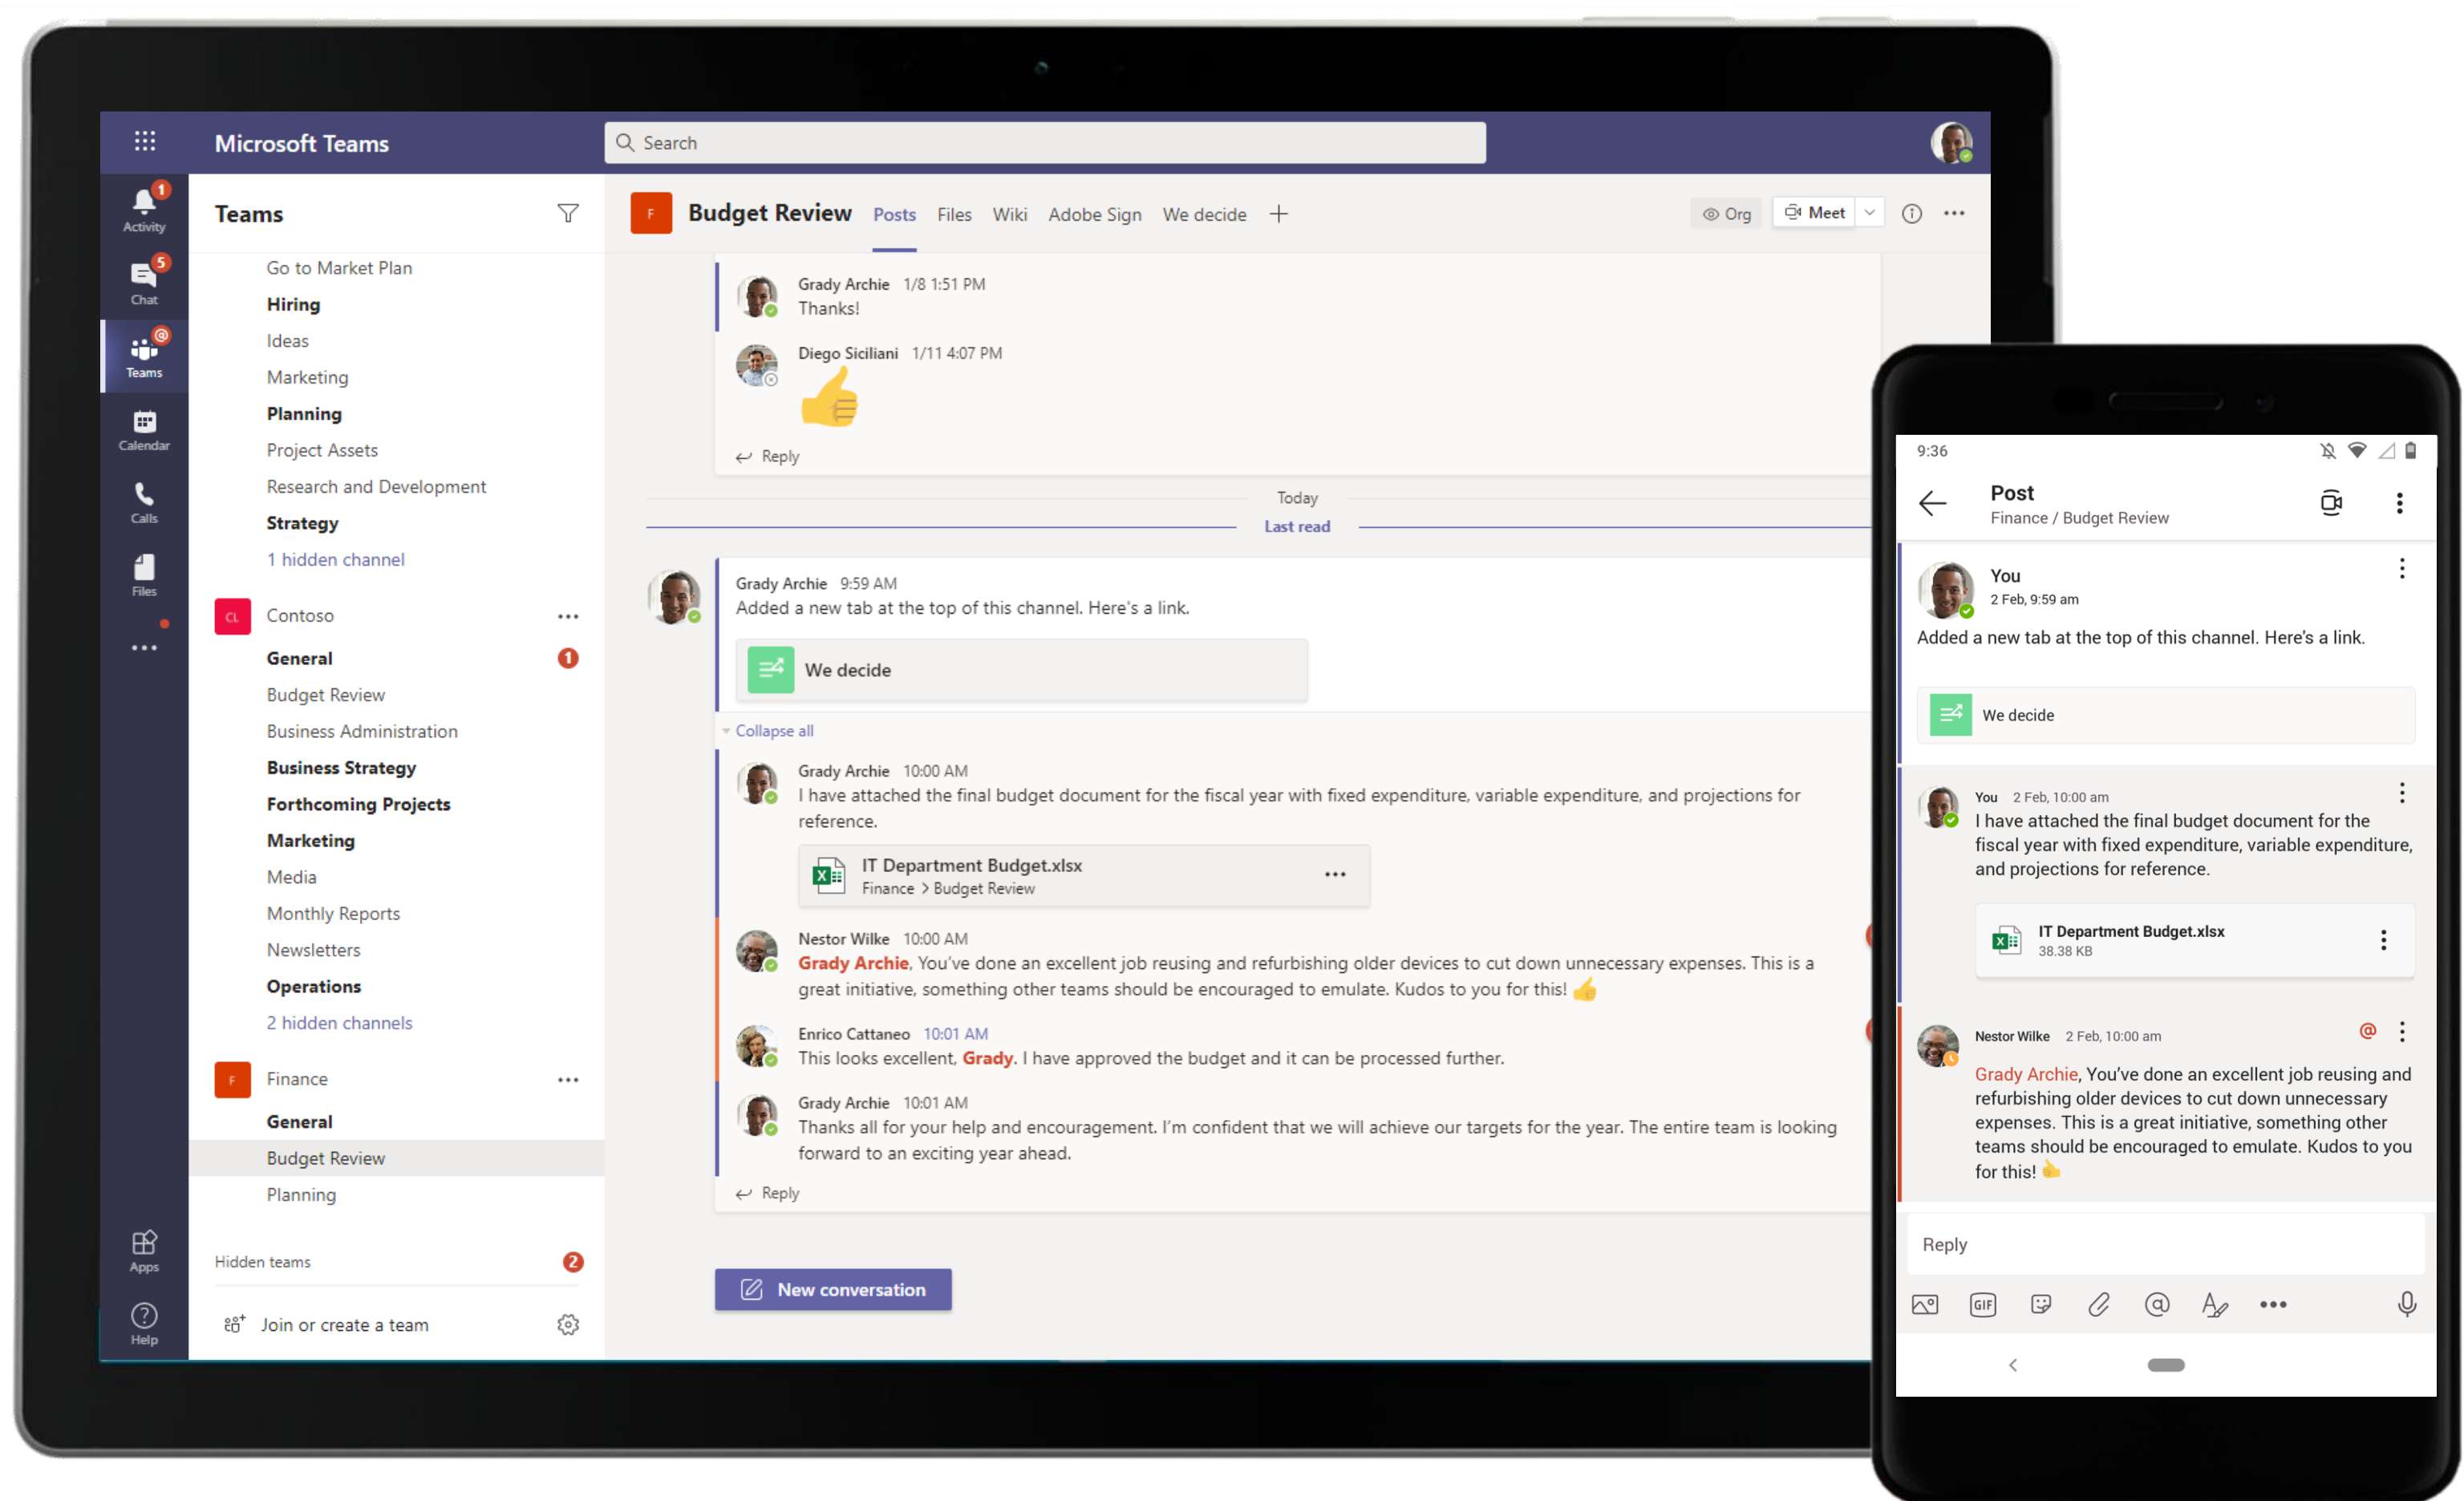 Microsoft Teams
Search
1
Activity
5
Chat
@
Teams
Calendar
Calls
Files
Apps
Help
Teams
Go to Market Plan
Hiring
Ideas
Marketing
Planning
Project Assets
Research and Development
Strategy
1 hidden channel
CL
Contoso
General
1
Budget Review
Business Administration
Business Strategy
Forthcoming Projects
Marketing
Media
Monthly Reports
Newsletters
Operations
2 hidden channels
F
Finance
General
Budget Review
Planning
Hidden teams
2
Join or create a team
F
Budget Review Posts Files Wiki Adobe Sign We decide
Org
Meet
Grady Archie 1/8 1:51 PM
Thanks!
Diego Siciliani 1/11 4:07 PM
Reply
Today
Last read
Grady Archie 9:59 AM
Added a new tab at the top of this channel. Here's a link.
We decide
Collapse all
Grady Archie 10:00 AM
I have attached the final budget document for the fiscal year with fixed expenditure, variable expenditure, and projections for
reference.
IT Department Budget.xlsx
Finance > Budget Review
Nestor Wilke 10:00 AM
Grady Archie, You've done an excellent job reusing and refurbishing older devices to cut down unnecessary expenses. This is a
great initiative, something other teams should be encouraged to emulate. Kudos to you for this!
Enrico Cattaneo 10:01 AM
This looks excellent, Grady. I have approved the budget and it can be processed further.
Grady Archie 10:01 AM
Thanks all for your help and encouragement. I'm confident that we will achieve our targets for the year. The entire team is looking
forward to an exciting year ahead.
Reply
New conversation
9:36
Post
Finance / Budget Review
You
2 Feb, 9:59 am
Added a new tab at the top of this channel. Here's a link.
We decide
You 2 Feb, 10:00 am
I have attached the final budget document for the
fiscal year with fixed expenditure, variable expenditure,
and projections for reference.
IT Department Budget.xlsx
38.38 KB
Nestor Wilke 2 Feb, 10:00 am
@
Grady Archie, You've done an excellent job reusing and
refurbishing older devices to cut down unnecessary
expenses. This is a great initiative, something other
teams should be encouraged to emulate. Kudos to you
for this!
Reply
GIF